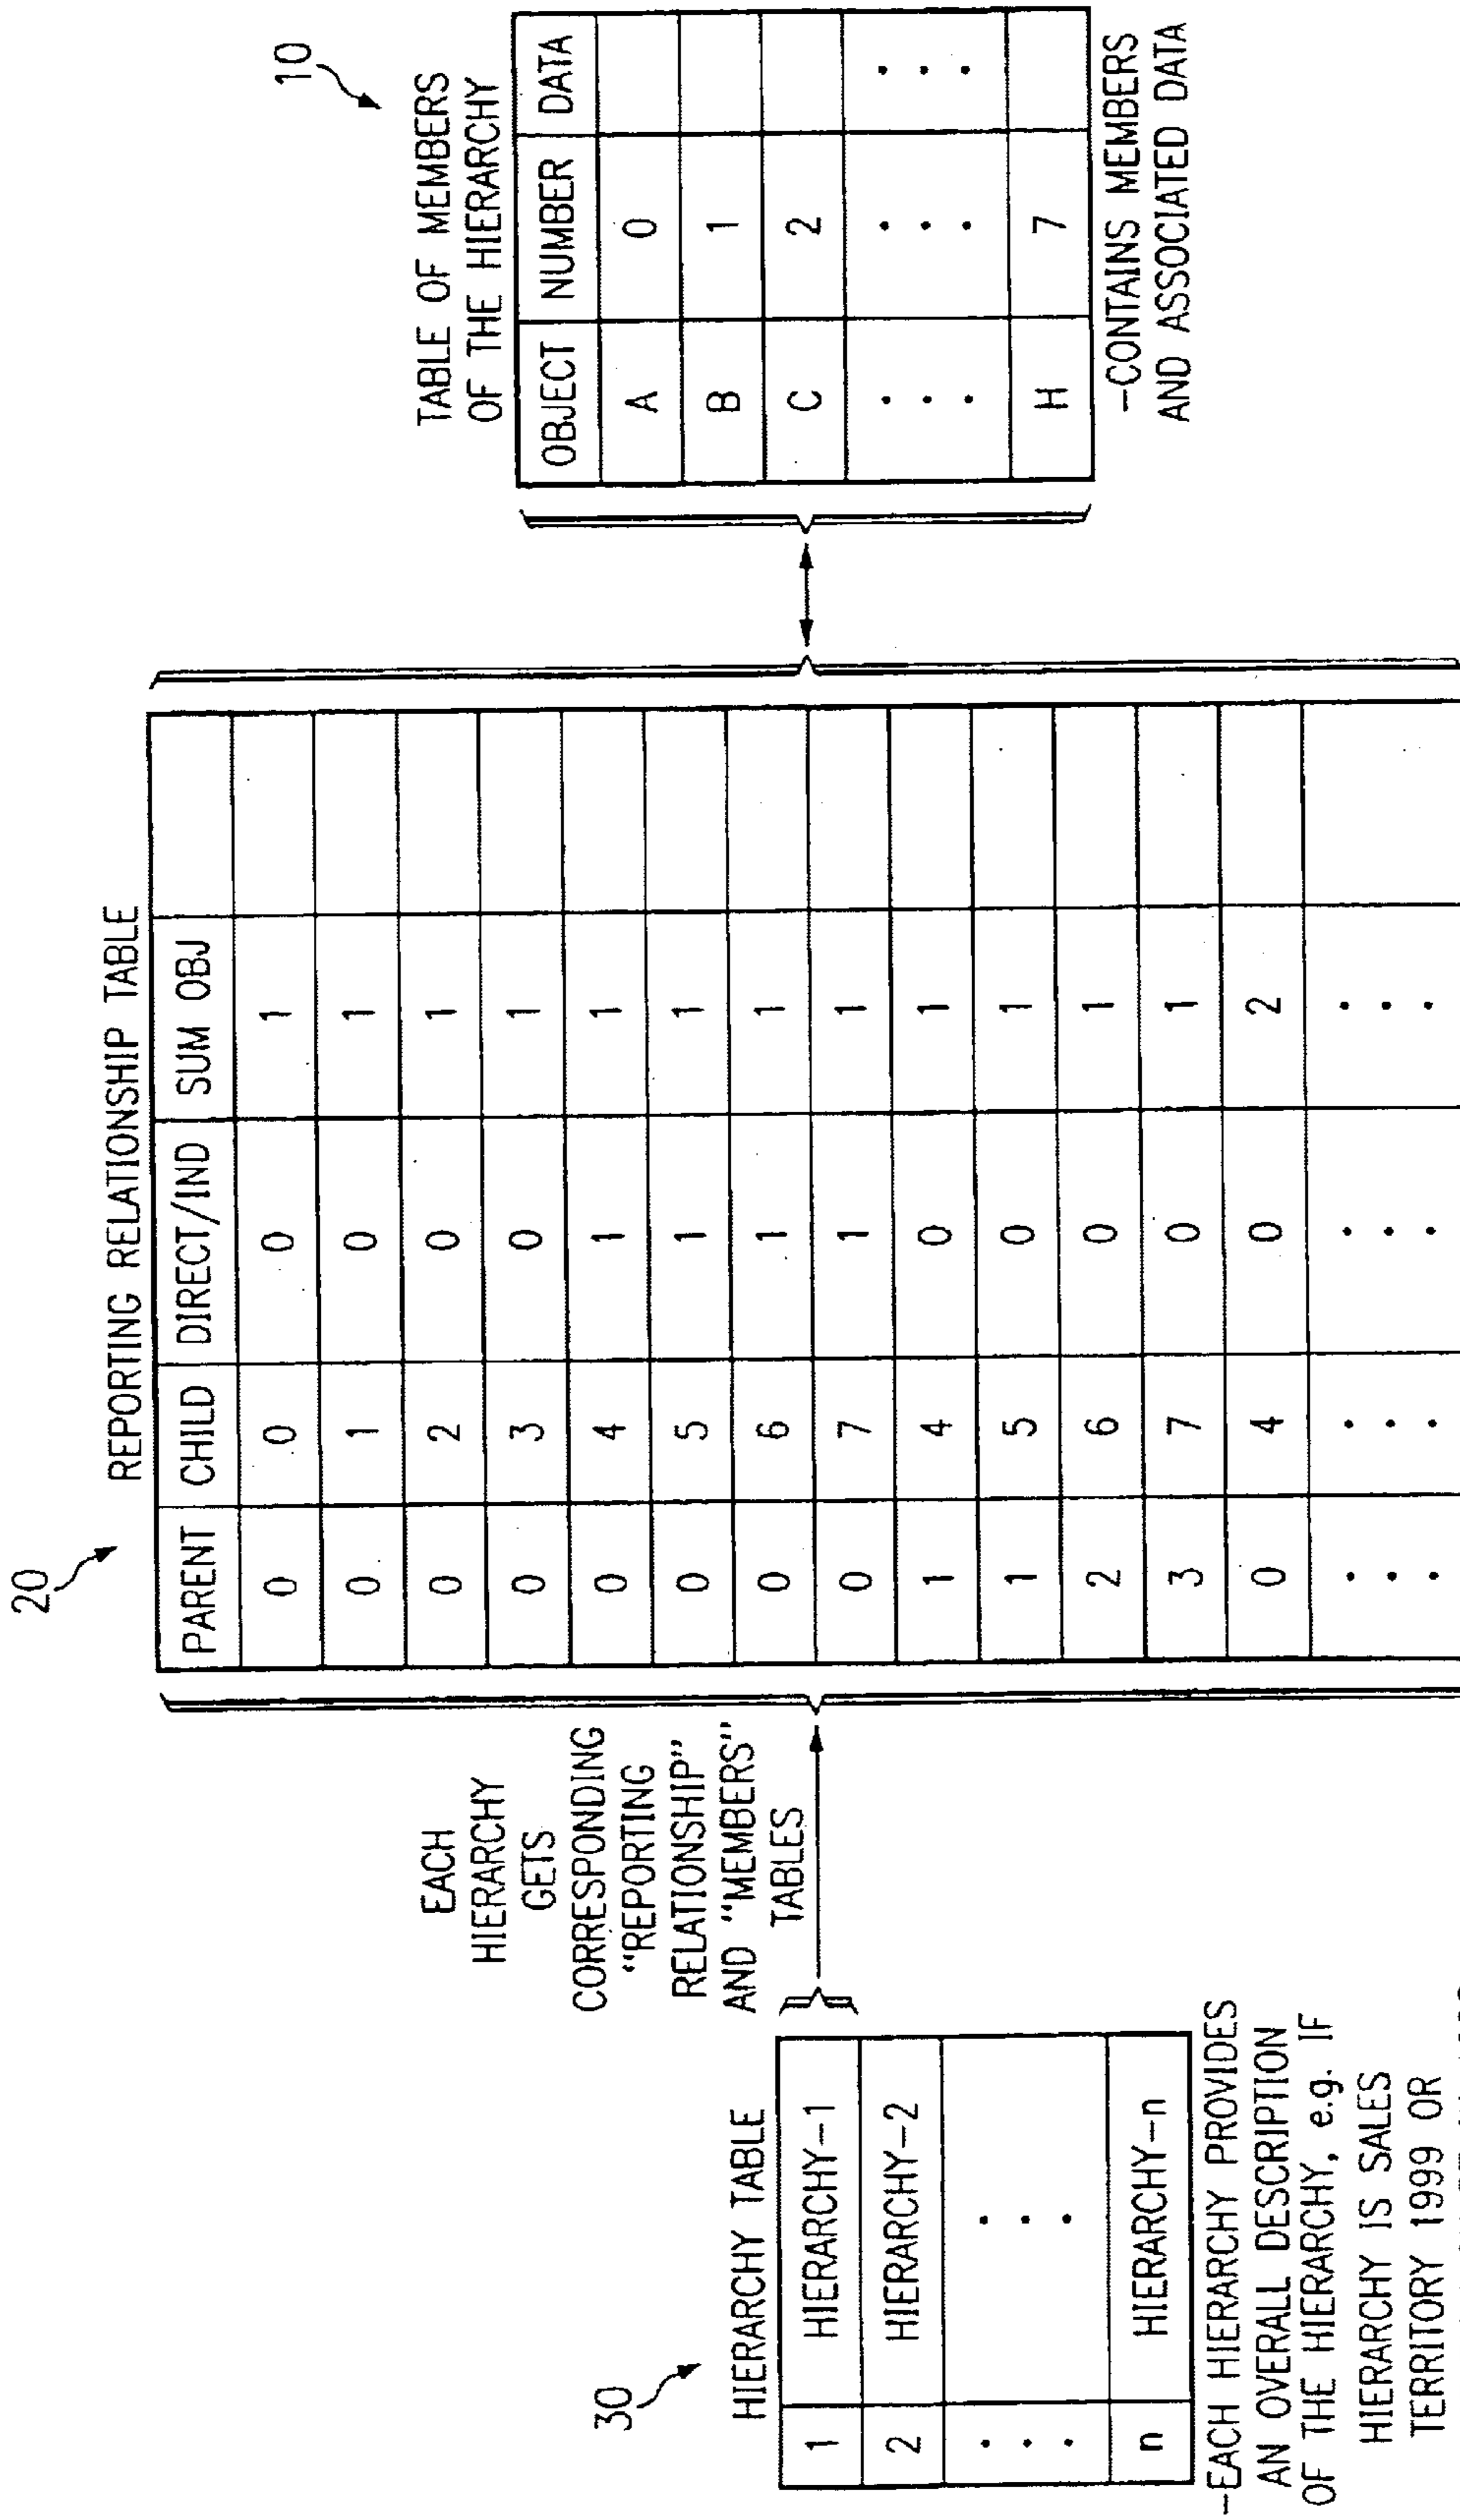 30
HIERARCHY TABLE
1 HIERARCHY-1
2 HIERARCHY-2
. . . . . .
n HIERARCHY-n
-EACH HIERARCHY PROVIDES
AN OVERALL DESCRIPTION
OF THE HIERARCHY, e.g. IF
HIERARCHY IS SALES
TERRITORY 1999 OR
EACH
HIERARCHY
GETS
CORRESPONDING
"REPORTING
RELATIONSHIP"
AND "MEMBERS"
TABLES
20
REPORTING RELATIONSHIP TABLE
PARENT CHILD DIRECT/IND SUM OBJ
0 0 0 1
0 1 0 1
0 2 0 1
0 3 0 1
0 4 1 1
0 5 1 1
0 6 1 1
0 7 1 1
1 4 0 1
1 5 0 1
2 6 0 1
3 7 0 1
0 4 0 2
. . . . . . . . . . . .
10
TABLE OF MEMBERS
OF THE HIERARCHY
OBJECT NUMBER DATA
A 0
B 1
C 2
. . . . . . . . .
H 7
-CONTAINS MEMBERS
AND ASSOCIATED DATA